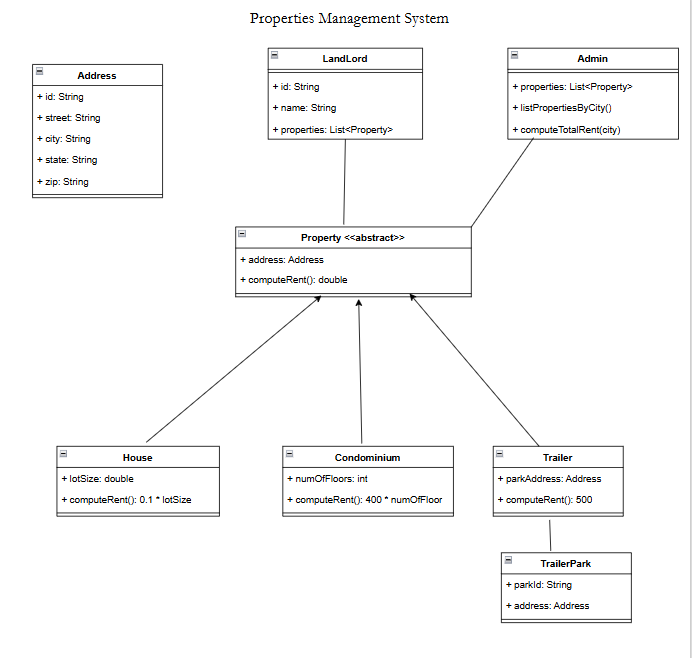 Properties Management System
Address
+ id: String
+ street: String
+ city: String
+ state: String
+ zip: String
LandLord
+ id: String
+ name: String
+ properties: List<Property>
Admin
+ properties: List<Property>
+ listPropertiesByCity()
+ computeTotalRent(city)
Property <<abstract>>
+ address: Address
+ computeRent(): double
House
+ lotSize: double
+ computeRent(): 0.1 * lotSize
Condominium
+ numOfFloors: int
+ computeRent(): 400 * numOfFloor
Trailer
+ parkAddress: Address
+ computeRent(): 500
TrailerPark
+ parkId: String
+ address: Address